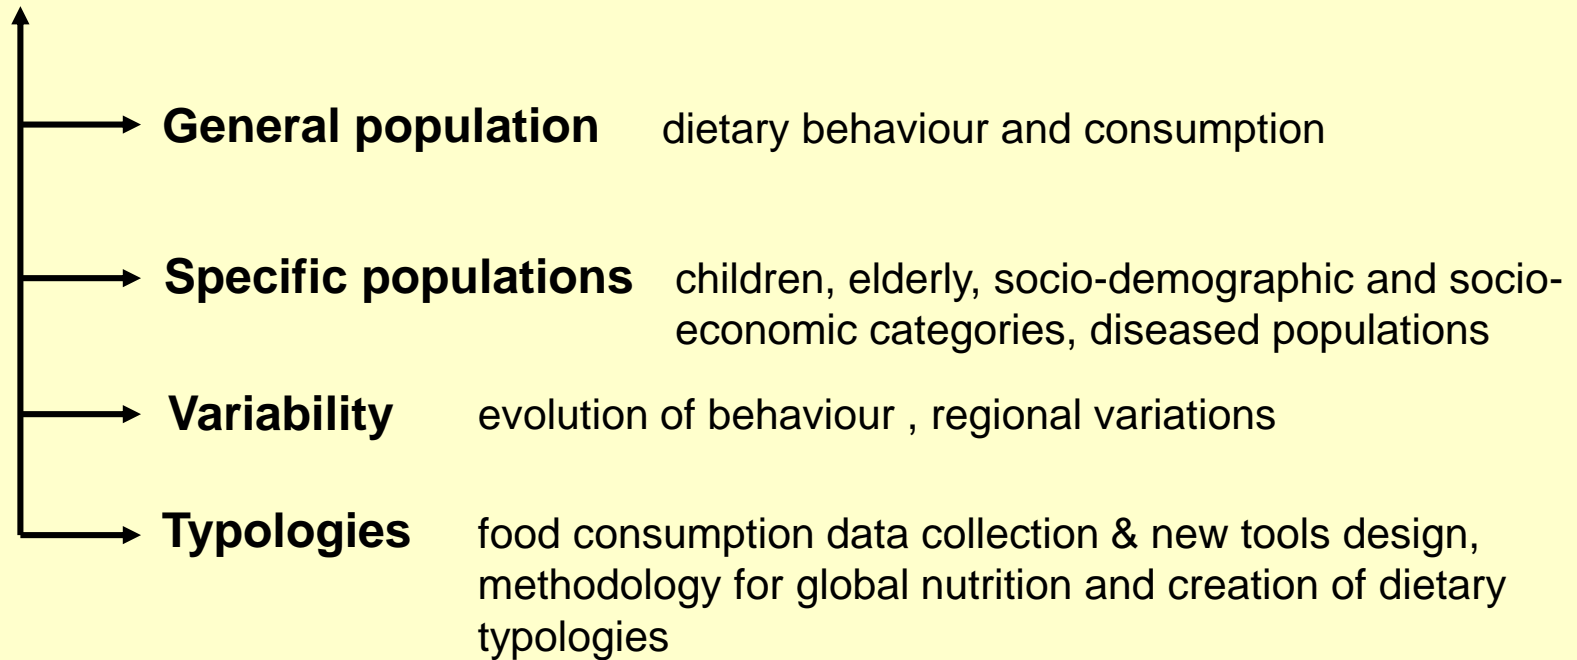 General population dietary behaviour and consumption
Specific populations children, elderly, socio-demographic and socio-
economic categories, diseased populations
Variability evolution of behaviour , regional variations
Typologies food consumption data collection & new tools design,
methodology for global nutrition and creation of dietary
typologies